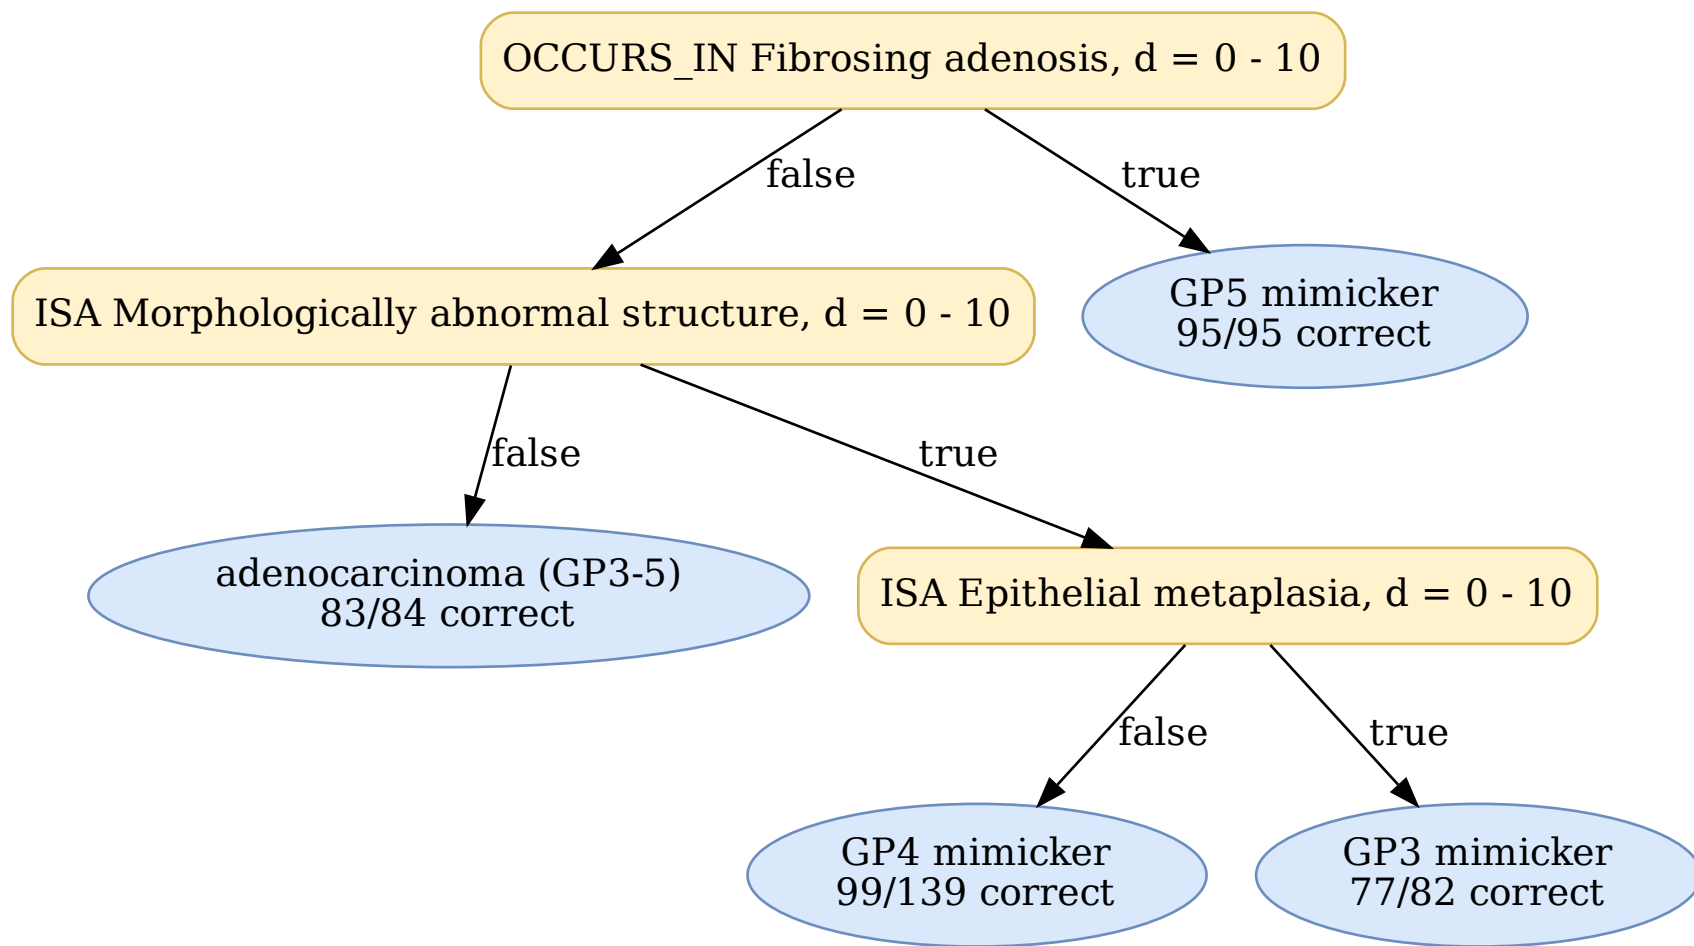 OCCURS_IN Fibrosing adenosis, d = 0 - 10
false
true
ISA Morphologically abnormal structure, d = 0 - 10
GP5 mimicker
95/95 correct
false
true
adenocarcinoma (GP3-5)
83/84 correct
ISA Epithelial metaplasia, d = 0 - 10
false
true
GP4 mimicker
99/139 correct
GP3 mimicker
77/82 correct